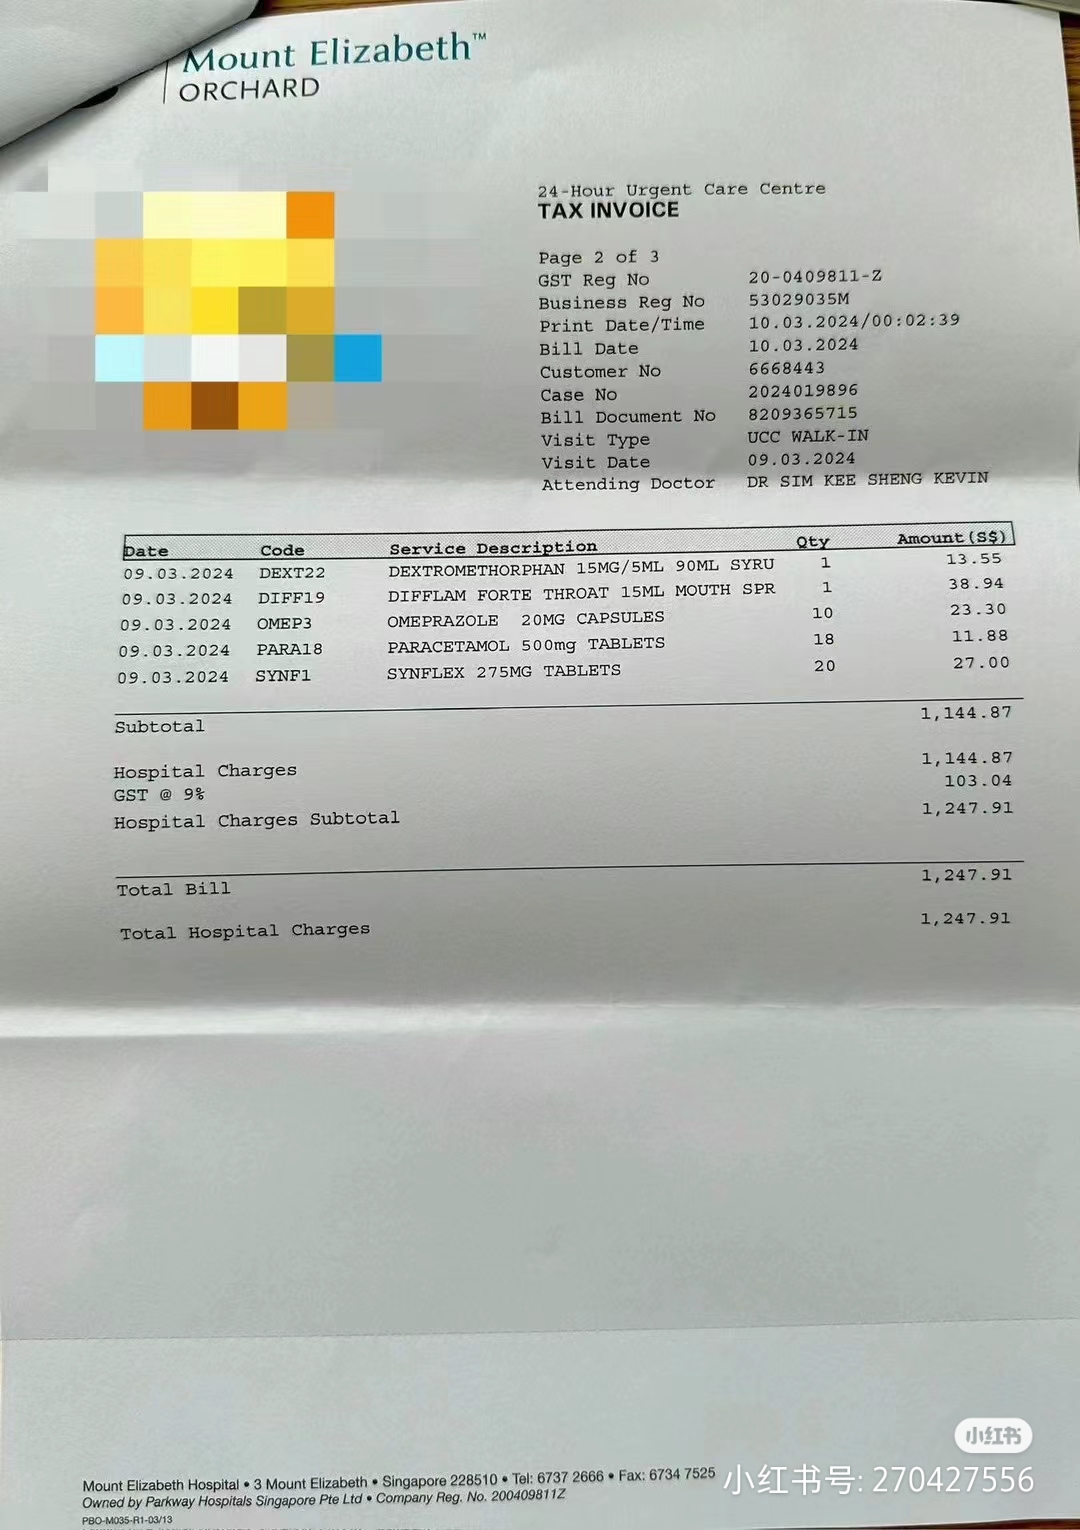 Mount Elizabeth™
ORCHARD
24-Hour Urgent Care Centre
TAX INVOICE
Page 2 of 3
GST Reg No 20-0409811-Z
Business Reg No 53029035M
Print Date/Time 10.03.2024/00:02:39
Bill Date 10.03.2024
Customer No 6668443
Case No 2024019896
Bill Document No 8209365715
Visit Type UCC WALK-IN
Visit Date 09.03.2024
Attending Doctor DR SIM KEE SHENG KEVIN
Date Code Service Description Qty Amount(S$)
09.03.2024 DEXT22 DEXTROMETHORPHAN 15MG/5ML 90ML SYRU 1 13.55
09.03.2024 DIFF19 DIFFLAM FORTE THROAT 15ML MOUTH SPR 1 38.94
09.03.2024 OMEP3 OMEPRAZOLE 20MG CAPSULES 10 23.30
09.03.2024 PARA18 PARACETAMOL 500mg TABLETS 18 11.88
09.03.2024 SYNF1 SYNFLEX 275MG TABLETS 20 27.00
Subtotal 1,144.87
Hospital Charges 1,144.87
GST @ 9% 103.04
Hospital Charges Subtotal 1,247.91
Total Bill 1,247.91
Total Hospital Charges 1,247.91
小红书
小红书号: 270427556
Mount Elizabeth Hospital • 3 Mount Elizabeth • Singapore 228510 • Tel: 6737 2666 • Fax: 6734 7525
Owned by Parkway Hospitals Singapore Pte Ltd • Company Reg. No. 200409811Z
PBO-M035-R1-03/13